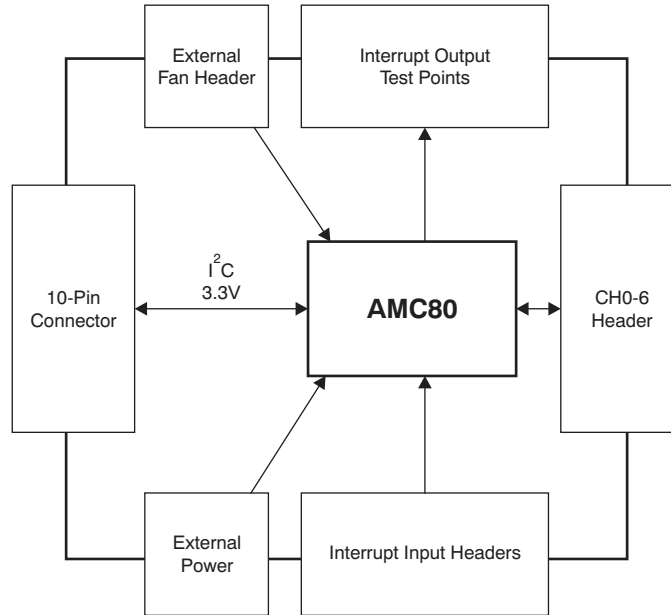 External
Fan Header
Interrupt Output
Test Points
10-Pin
Connector
I²C
3.3V
AMC80
CH0-6
Header
External
Power
Interrupt Input Headers